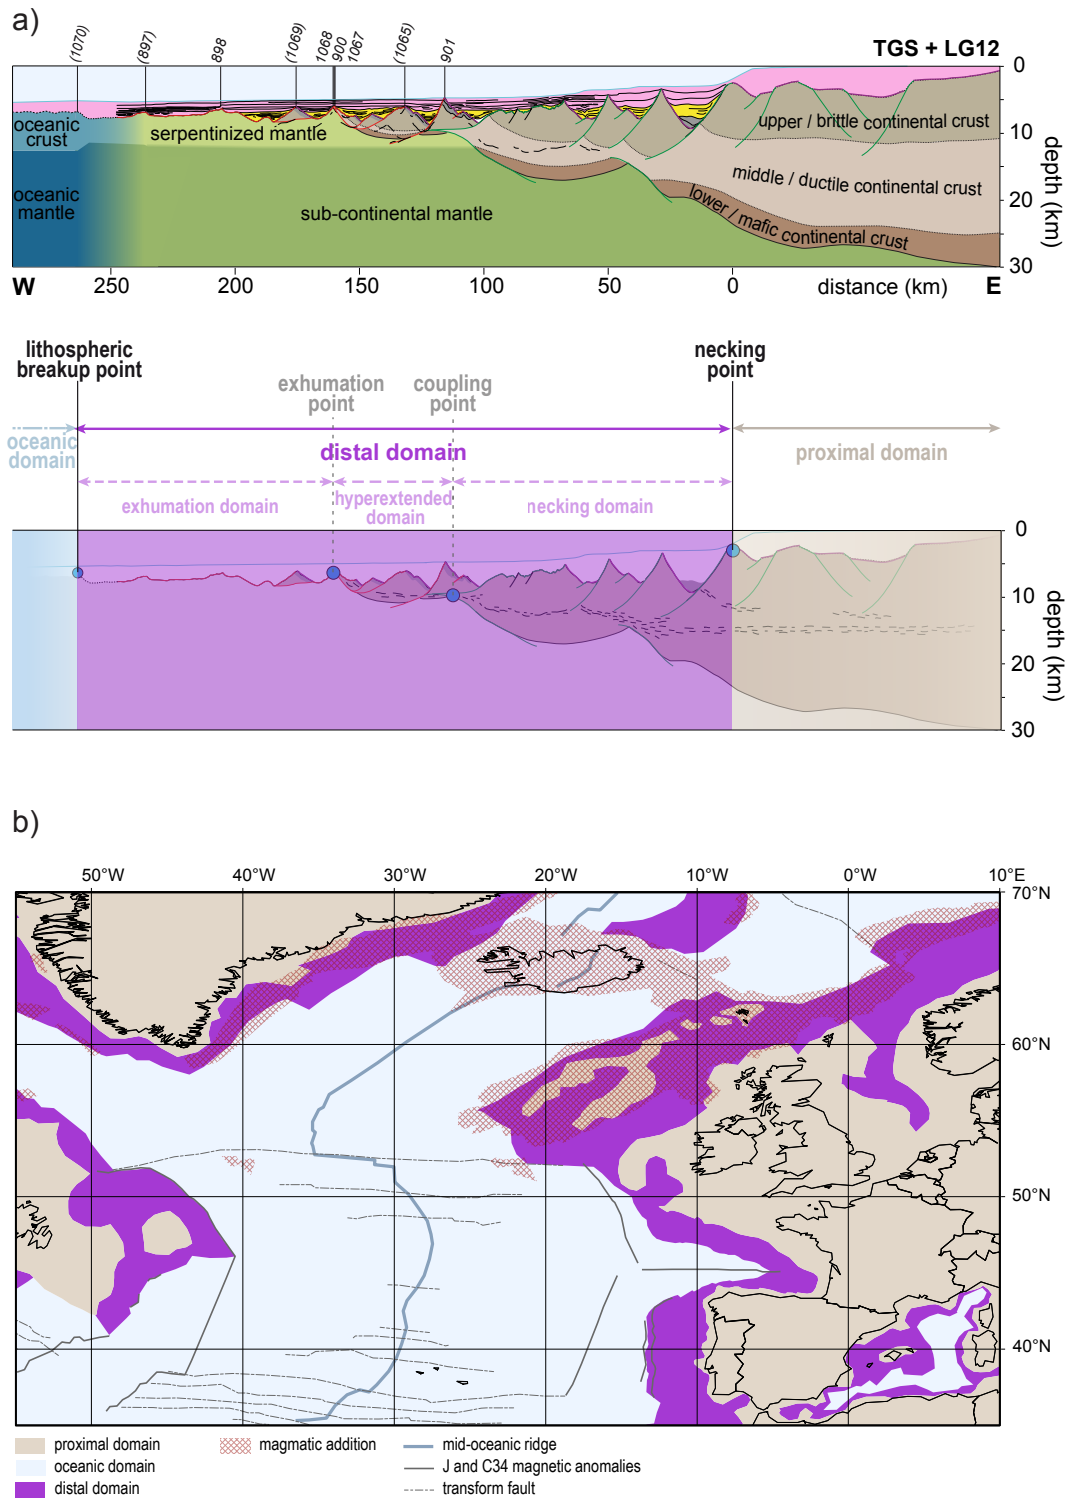 a)
(1070)
(897)
898
(1069)
1068
900
1067
(1065)
901
TGS + LG12
0
10
20
30
depth (km)
oceanic
crust
serpentinized mantle
upper / brittle continental crust
middle / ductile continental crust
oceanic
mantle
sub-continental mantle
lower / mafic continental crust
W
250
200
150
100
50
0
distance (km)
E
lithospheric
breakup point
necking
point
exhumation
point
coupling
point
oceanic
domain
distal domain
proximal domain
exhumation domain
hyperextended
domain
necking domain
0
10
20
30
depth (km)
b)
50°W
40°W
30°W
20°W
10°W
0°W
10°E
70°N
60°N
50°N
40°N
proximal domain
magmatic addition
mid-oceanic ridge
oceanic domain
J and C34 magnetic anomalies
distal domain
transform fault